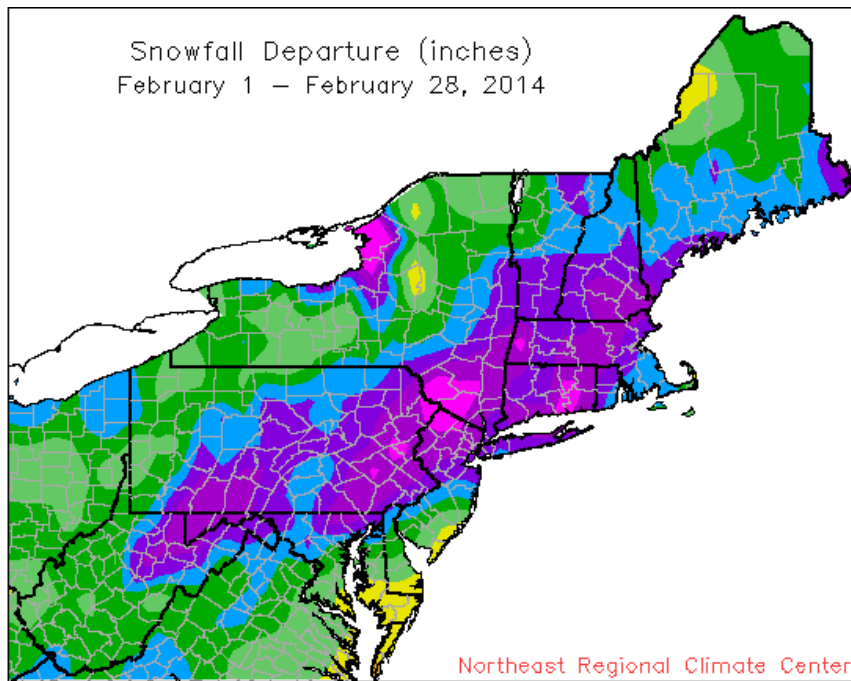 Snowfall Departure (inches)
February 1 – February 28, 2014
Northeast Regional Climate Center